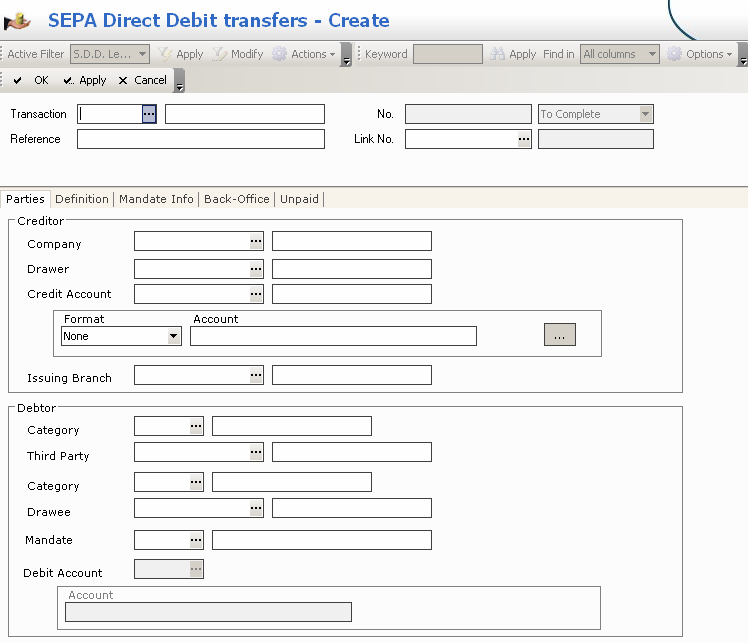 SEPA Direct Debit transfers - Create
Active Filter S.D.D. Le... Apply Modify Actions Keyword Apply Find in All columns Options
OK Apply Cancel
Transaction ... No. To Complete
Reference Link No. ...
Parties Definition Mandate Info Back-Office Unpaid
Creditor
Company ...
Drawer ...
Credit Account ...
Format Account
None ...
Issuing Branch ...
Debtor
Category ...
Third Party ...
Category ...
Drawee ...
Mandate ...
Debit Account ...
Account